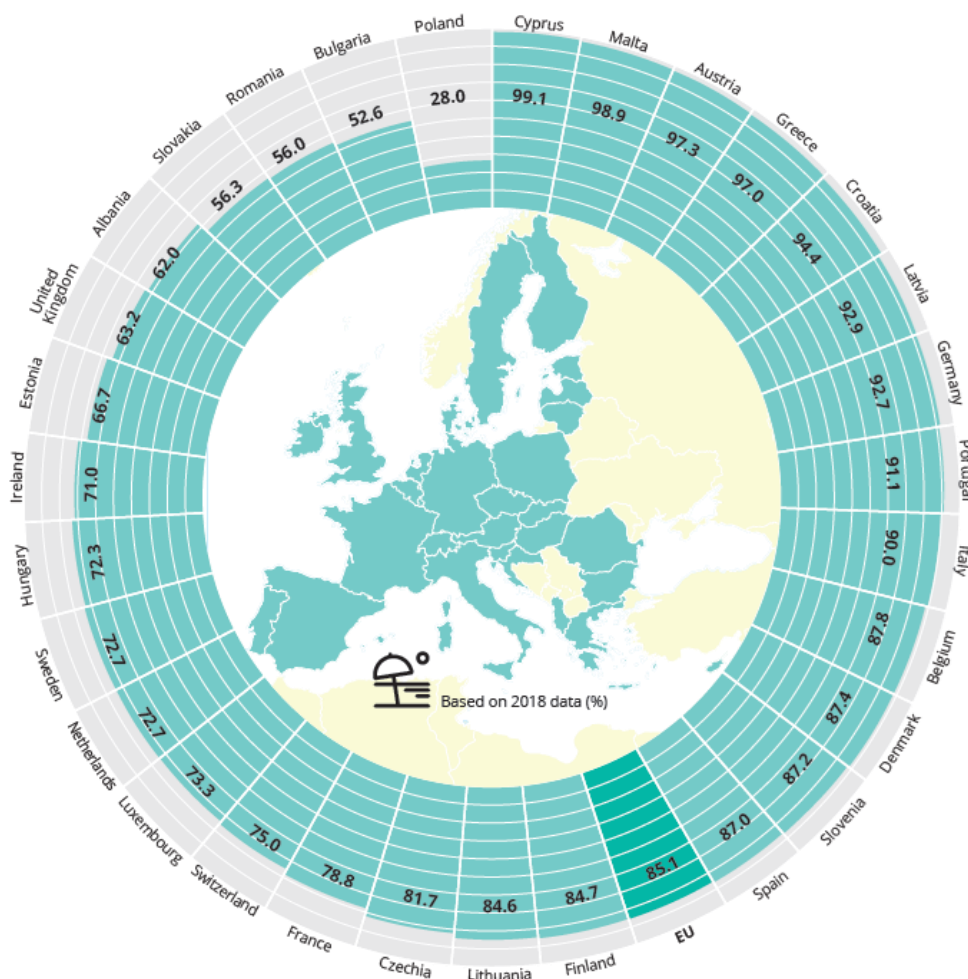 Cyprus
99.1
Malta
98.9
Austria
97.3
Greece
97.0
Croatia
94.4
Latvia
92.9
Germany
92.7
Portugal
91.1
Italy
90.0
Belgium
87.8
Denmark
87.4
Slovenia
87.2
Spain
87.0
EU
85.1
Finland
84.7
Lithuania
84.6
Czechia
81.7
France
78.8
Switzerland
75.0
Luxembourg
73.3
Netherlands
72.7
Sweden
72.7
Hungary
72.3
Ireland
71.0
Estonia
66.7
United
Kingdom
63.2
Albania
62.0
Slovakia
56.3
Romania
56.0
Bulgaria
52.6
Poland
28.0
Based on 2018 data (%)